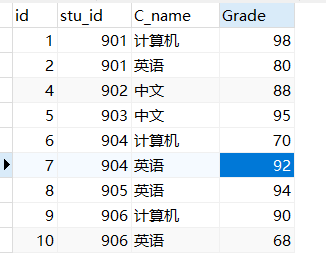 id stu_id C_name Grade
1 901 计算机 98
2 901 英语 80
4 902 中文 88
5 903 中文 95
6 904 计算机 70
7 904 英语 92
8 905 英语 94
9 906 计算机 90
10 906 英语 68